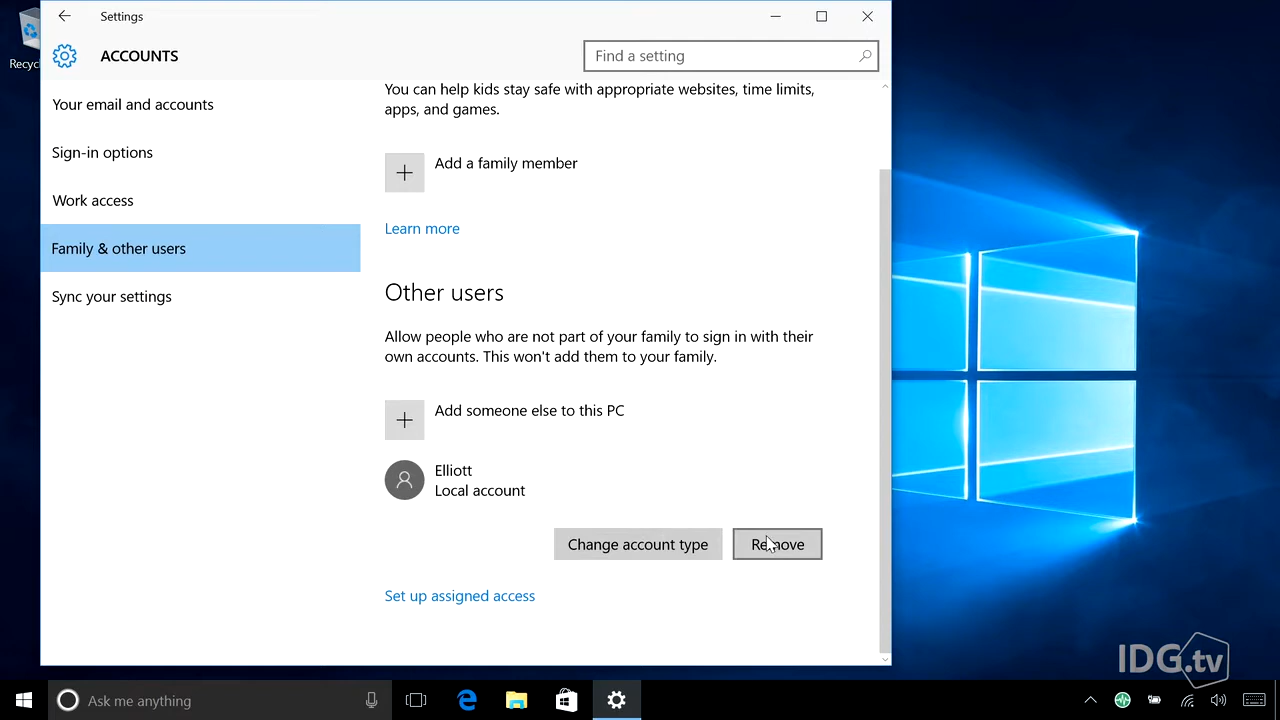 Settings
ACCOUNTS
Find a setting
Your email and accounts
Sign-in options
Work access
Family & other users
Sync your settings
You can help kids stay safe with appropriate websites, time limits,
apps, and games.
Add a family member
Learn more
Other users
Allow people who are not part of your family to sign in with their
own accounts. This won't add them to your family.
Add someone else to this PC
Elliott
Local account
Change account type
Remove
Set up assigned access
Recycl
IDG.tv
Ask me anything